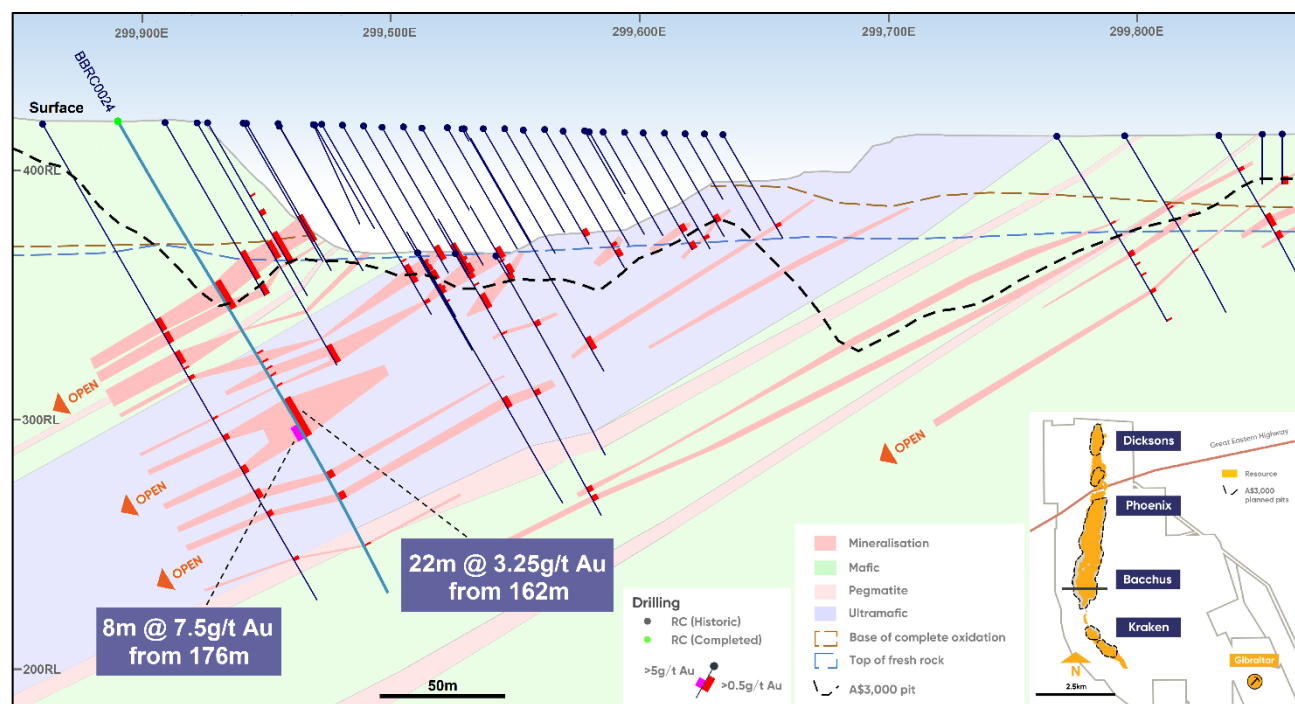 299,900E
299,500E
299,600E
299,700E
299,800E
BBRC0024
Surface
400RL
300RL
200RL
OPEN
OPEN
OPEN
OPEN
22m @ 3.25g/t Au
from 162m
8m @ 7.5g/t Au
from 176m
50m
Drilling
RC (Historic)
RC (Completed)
>5g/t Au
>0.5g/t Au
Mineralisation
Mafic
Pegmatite
Ultramafic
Base of complete oxidation
Top of fresh rock
A$3,000 pit
Dicksons
Great Eastern Highway
Resource
A$3,000
planned pits
Phoenix
Bacchus
Kraken
Gibraltar
N
2.5km